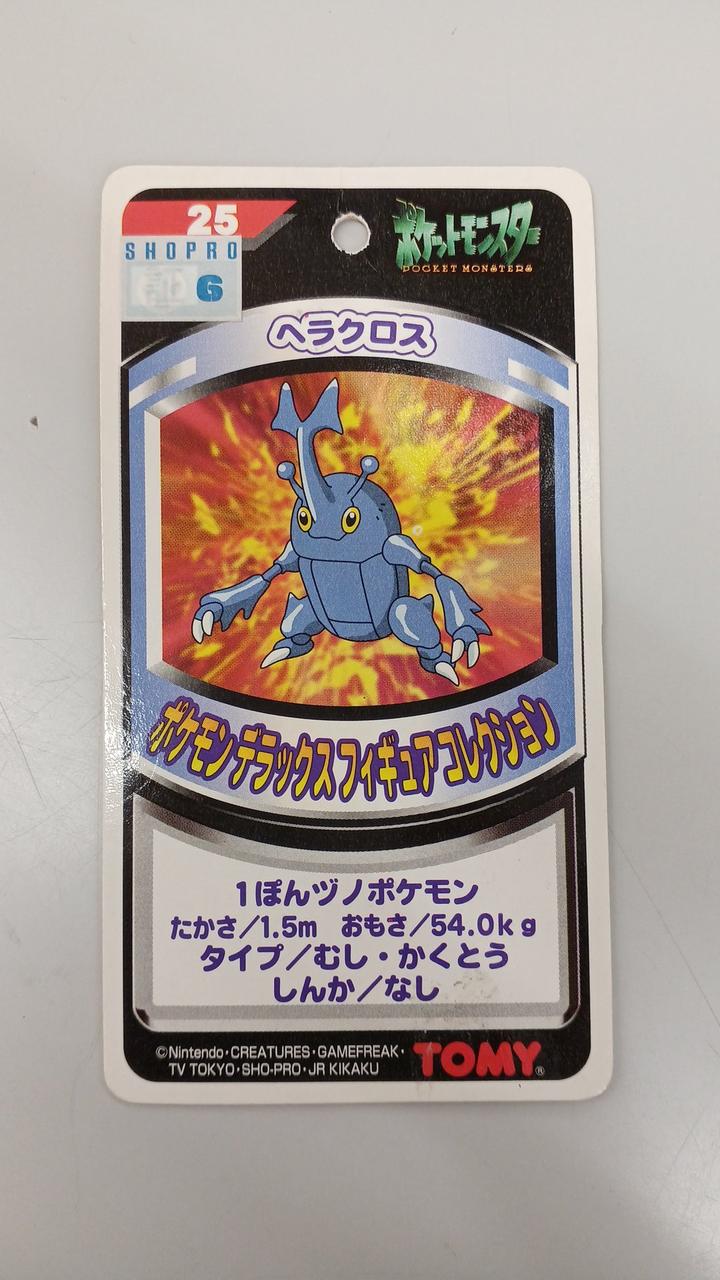 25
SHOPRO
G
ポケットモンスター
POCKET MONSTERS
ヘラクロス
ポケモン デラックス フィギュア コレクション
1ぽんヅノポケモン
たかさ/1.5m おもさ/54.0kg
タイプ/むし・かくとう
しんか/なし
©Nintendo・CREATURES・GAMEFREAK・
TV TOKYO・SHO-PRO・JR KIKAKU
TOMY®